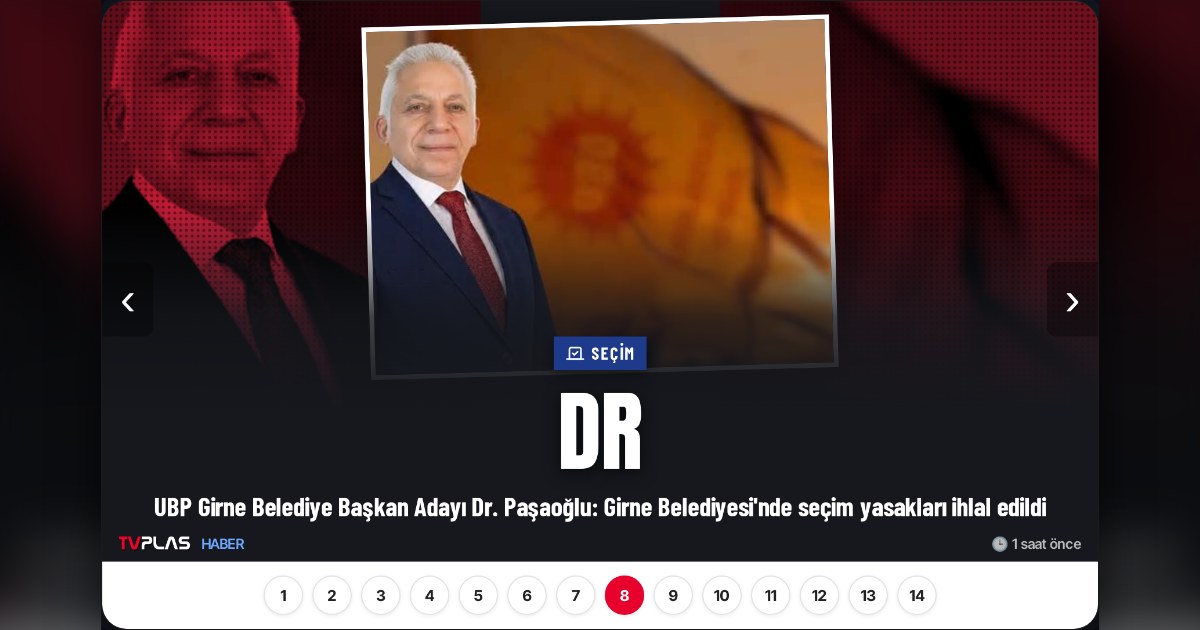 SEÇİM
DR
UBP Girne Belediye Başkan Adayı Dr. Paşaoğlu: Girne Belediyesi'nde seçim yasakları ihlal edildi
TVPLAS HABER
1 saat önce
1 2 3 4 5 6 7 8 9 10 11 12 13 14